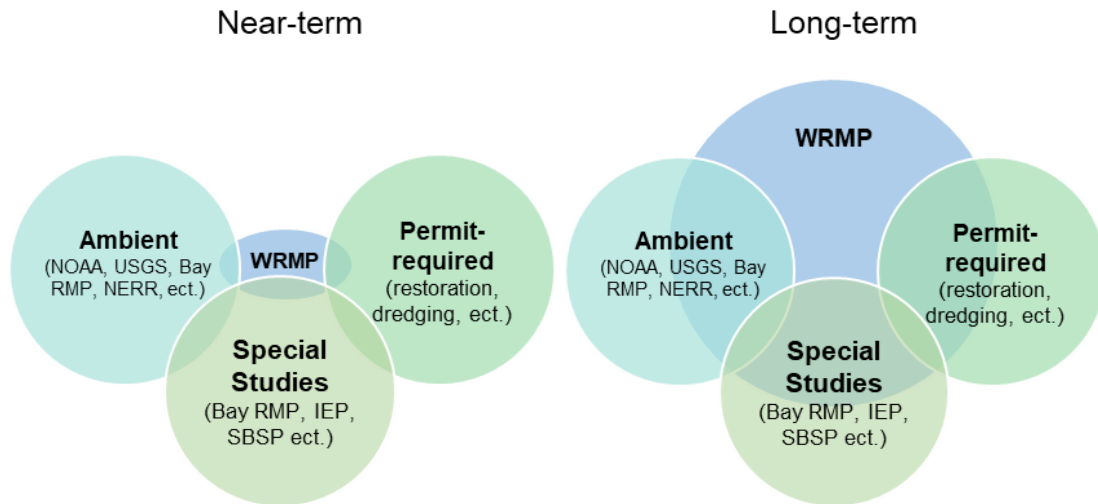 Near-term
Ambient
(NOAA, USGS, Bay
RMP, NERR, ect.)
WRMP
Permit-
required
(restoration,
dredging, ect.)
Special
Studies
(Bay RMP, IEP,
SBSP ect.)
Long-term
WRMP
Ambient
(NOAA, USGS, Bay
RMP, NERR, ect.)
Permit-
required
(restoration,
dredging, ect.)
Special
Studies
(Bay RMP, IEP,
SBSP ect.)